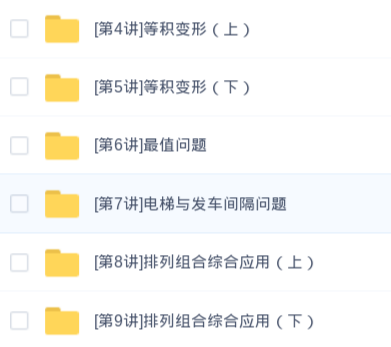 [第4讲]等积变形（上）
[第5讲]等积变形（下）
[第6讲]最值问题
[第7讲]电梯与发车间隔问题
[第8讲]排列组合综合应用（上）
[第9讲]排列组合综合应用（下）